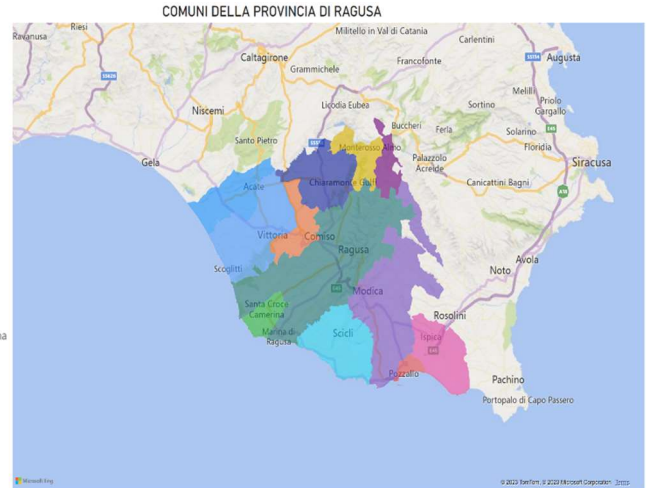 COMUNI DELLA PROVINCIA DI RAGUSA
Riesi
Militello in Val di Catania
Ravanusa
Carlentini
Caltagirone
Francofonte
Augusta
Grammichele
Melilli
Licodia Eubea
Sortino
Priolo
Gargallo
Niscemi
Buccheri
Ferla
Solarino
Santo Pietro
Floridia
Monterosso Almo
Palazzolo
Acreide
Siracusa
Gela
Acate
Chiaramonte Gulfi
Canicattini Bagni
Vittoria
Comiso
Ragusa
Avola
Noto
Scoglitti
Modica
Santa Croce
Camerina
Rosolini
Marina di
Ragusa
Scicli
Ispica
Pozzallo
Pachino
Portopalo di Capo Passero
Microsoft Bing
© 2023 TomTom, © 2023 Microsoft Corporation Terms